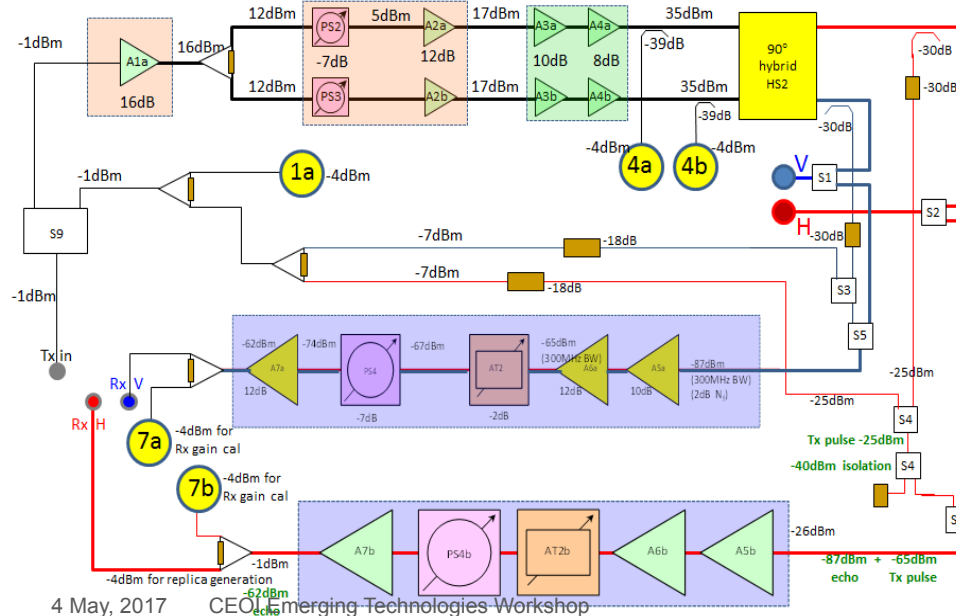 12dBm
5dBm
17dBm
35dBm
-1dBm
16dBm
PS2
A2a
A3a
A4a
-39dB
-30dB
A1a
-7dB
12dB
10dB
8dB
90°
hybrid
HS2
16dB
12dBm
17dBm
35dBm
PS3
A2b
A3b
A4b
-39dB
-30dB
-30dB
-4dBm
4a
4b
-4dBm
-1dBm
1a
-4dBm
V
S1
H
S2
S9
-7dBm
-18dB
-30dB
-7dBm
-18dB
S3
-1dBm
S5
Tx in
-62dBm
-74dBm
-67dBm
-65dBm
(300MHz BW)
-87dBm
(300MHz BW)
A7a
PS4
AT2
A6a
A5a
12dB
-7dB
-2dB
12dB
10dB
-25dBm
-25dBm
Rx V
Rx H
7a
-4dBm for
Rx gain cal
S4
Tx pulse -25dBm
-40dBm isolation
S4
7b
-4dBm for
Rx gain cal
A7b
PS4b
AT2b
A6b
A5b
-26dBm
-1dBm
-4dBm for replica generation
-62dBm
echo
-87dBm + -65dBm
echo Tx pulse
4 May, 2017 CEOI Emerging Technologies Workshop